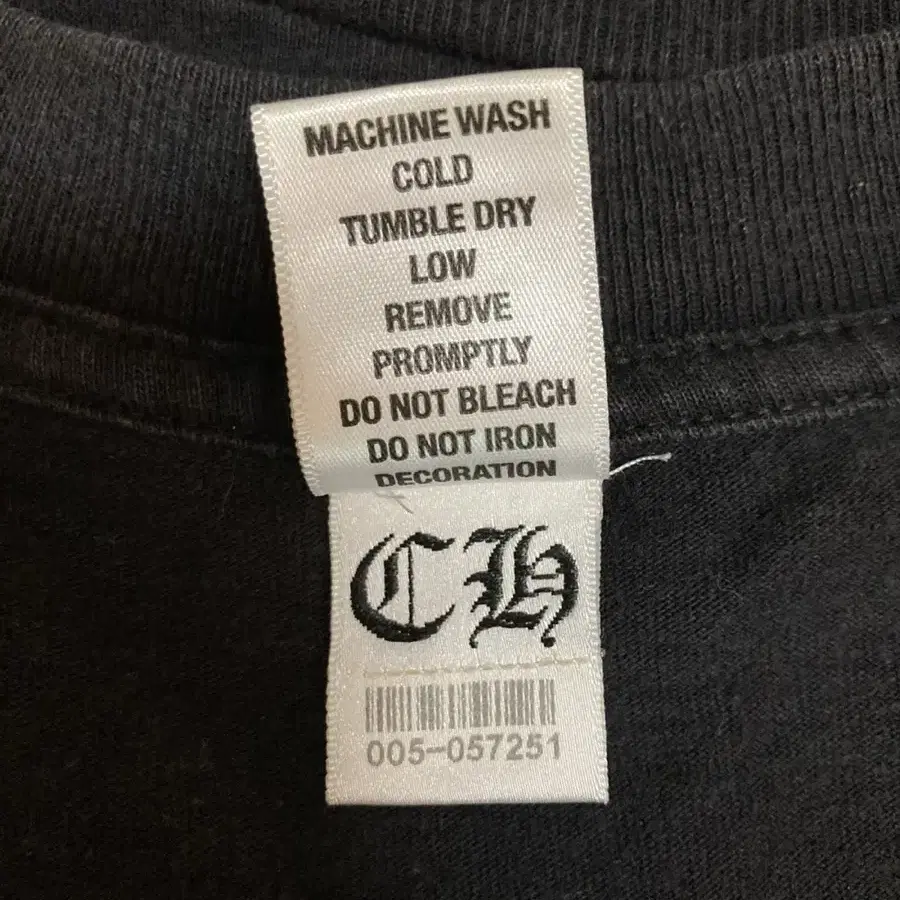 MACHINE WASH
COLD
TUMBLE DRY
LOW
REMOVE
PROMPTLY
DO NOT BLEACH
DO NOT IRON
DECORATION
CH
005-057251